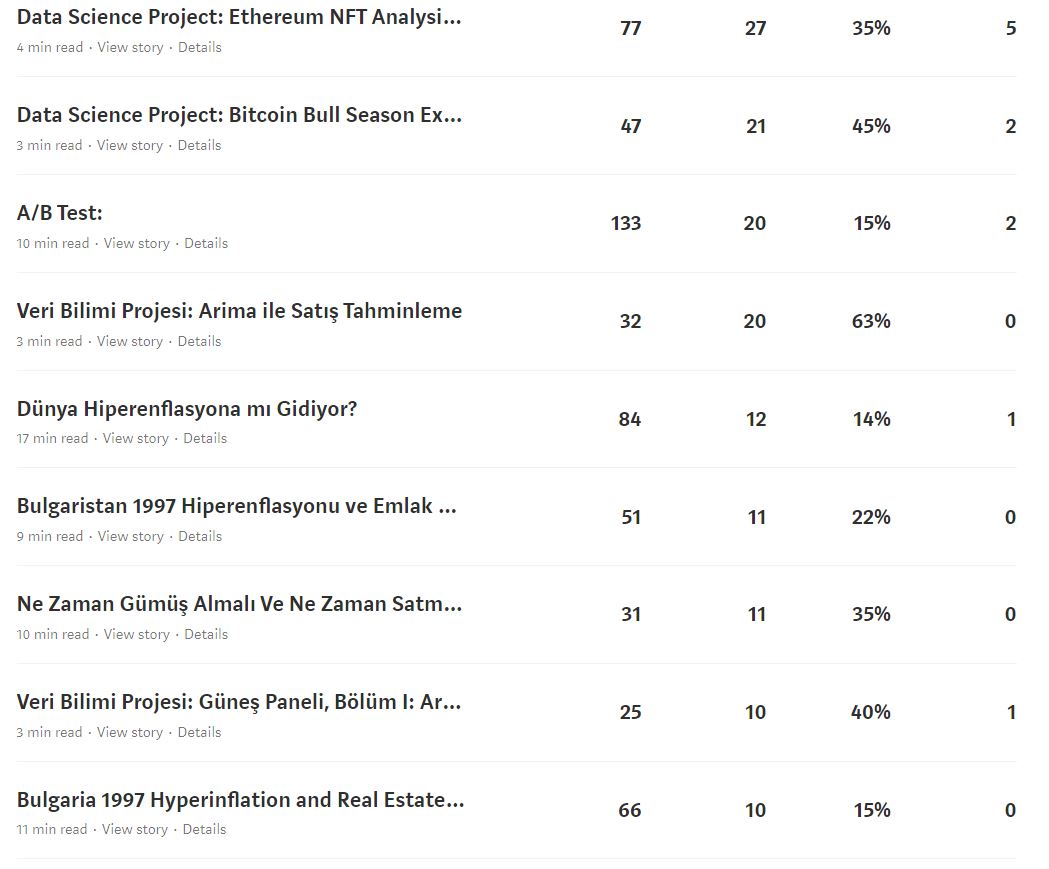 Data Science Project: Ethereum NFT Analysi... 77 27 35% 5
4 min read · View story · Details
Data Science Project: Bitcoin Bull Season Ex... 47 21 45% 2
3 min read · View story · Details
A/B Test: 133 20 15% 2
10 min read · View story · Details
Veri Bilimi Projesi: Arima ile Satış Tahminleme 32 20 63% 0
3 min read · View story · Details
Dünya Hiperenflasyona mı Gidiyor? 84 12 14% 1
17 min read · View story · Details
Bulgaristan 1997 Hiperenflasyonu ve Emlak ... 51 11 22% 0
9 min read · View story · Details
Ne Zaman Gümüş Almalı Ve Ne Zaman Satm... 31 11 35% 0
10 min read · View story · Details
Veri Bilimi Projesi: Güneş Paneli, Bölüm I: Ar... 25 10 40% 1
3 min read · View story · Details
Bulgaria 1997 Hyperinflation and Real Estate... 66 10 15% 0
11 min read · View story · Details